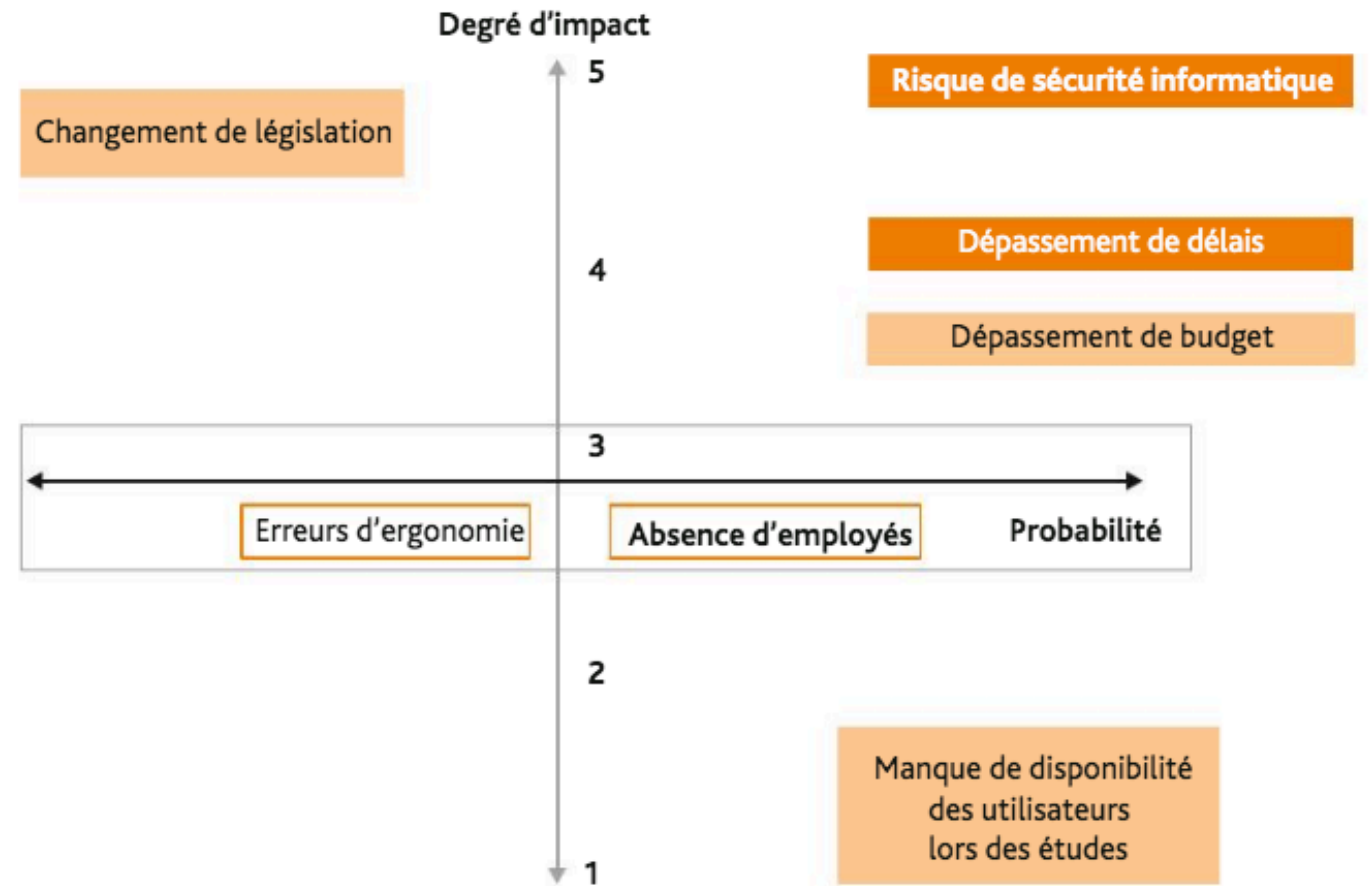 Degré d'impact
5
Risque de sécurité informatique
Changement de législation
Dépassement de délais
4
Dépassement de budget
3
Erreurs d'ergonomie
Absence d'employés
Probabilité
2
Manque de disponibilité
des utilisateurs
lors des études
1